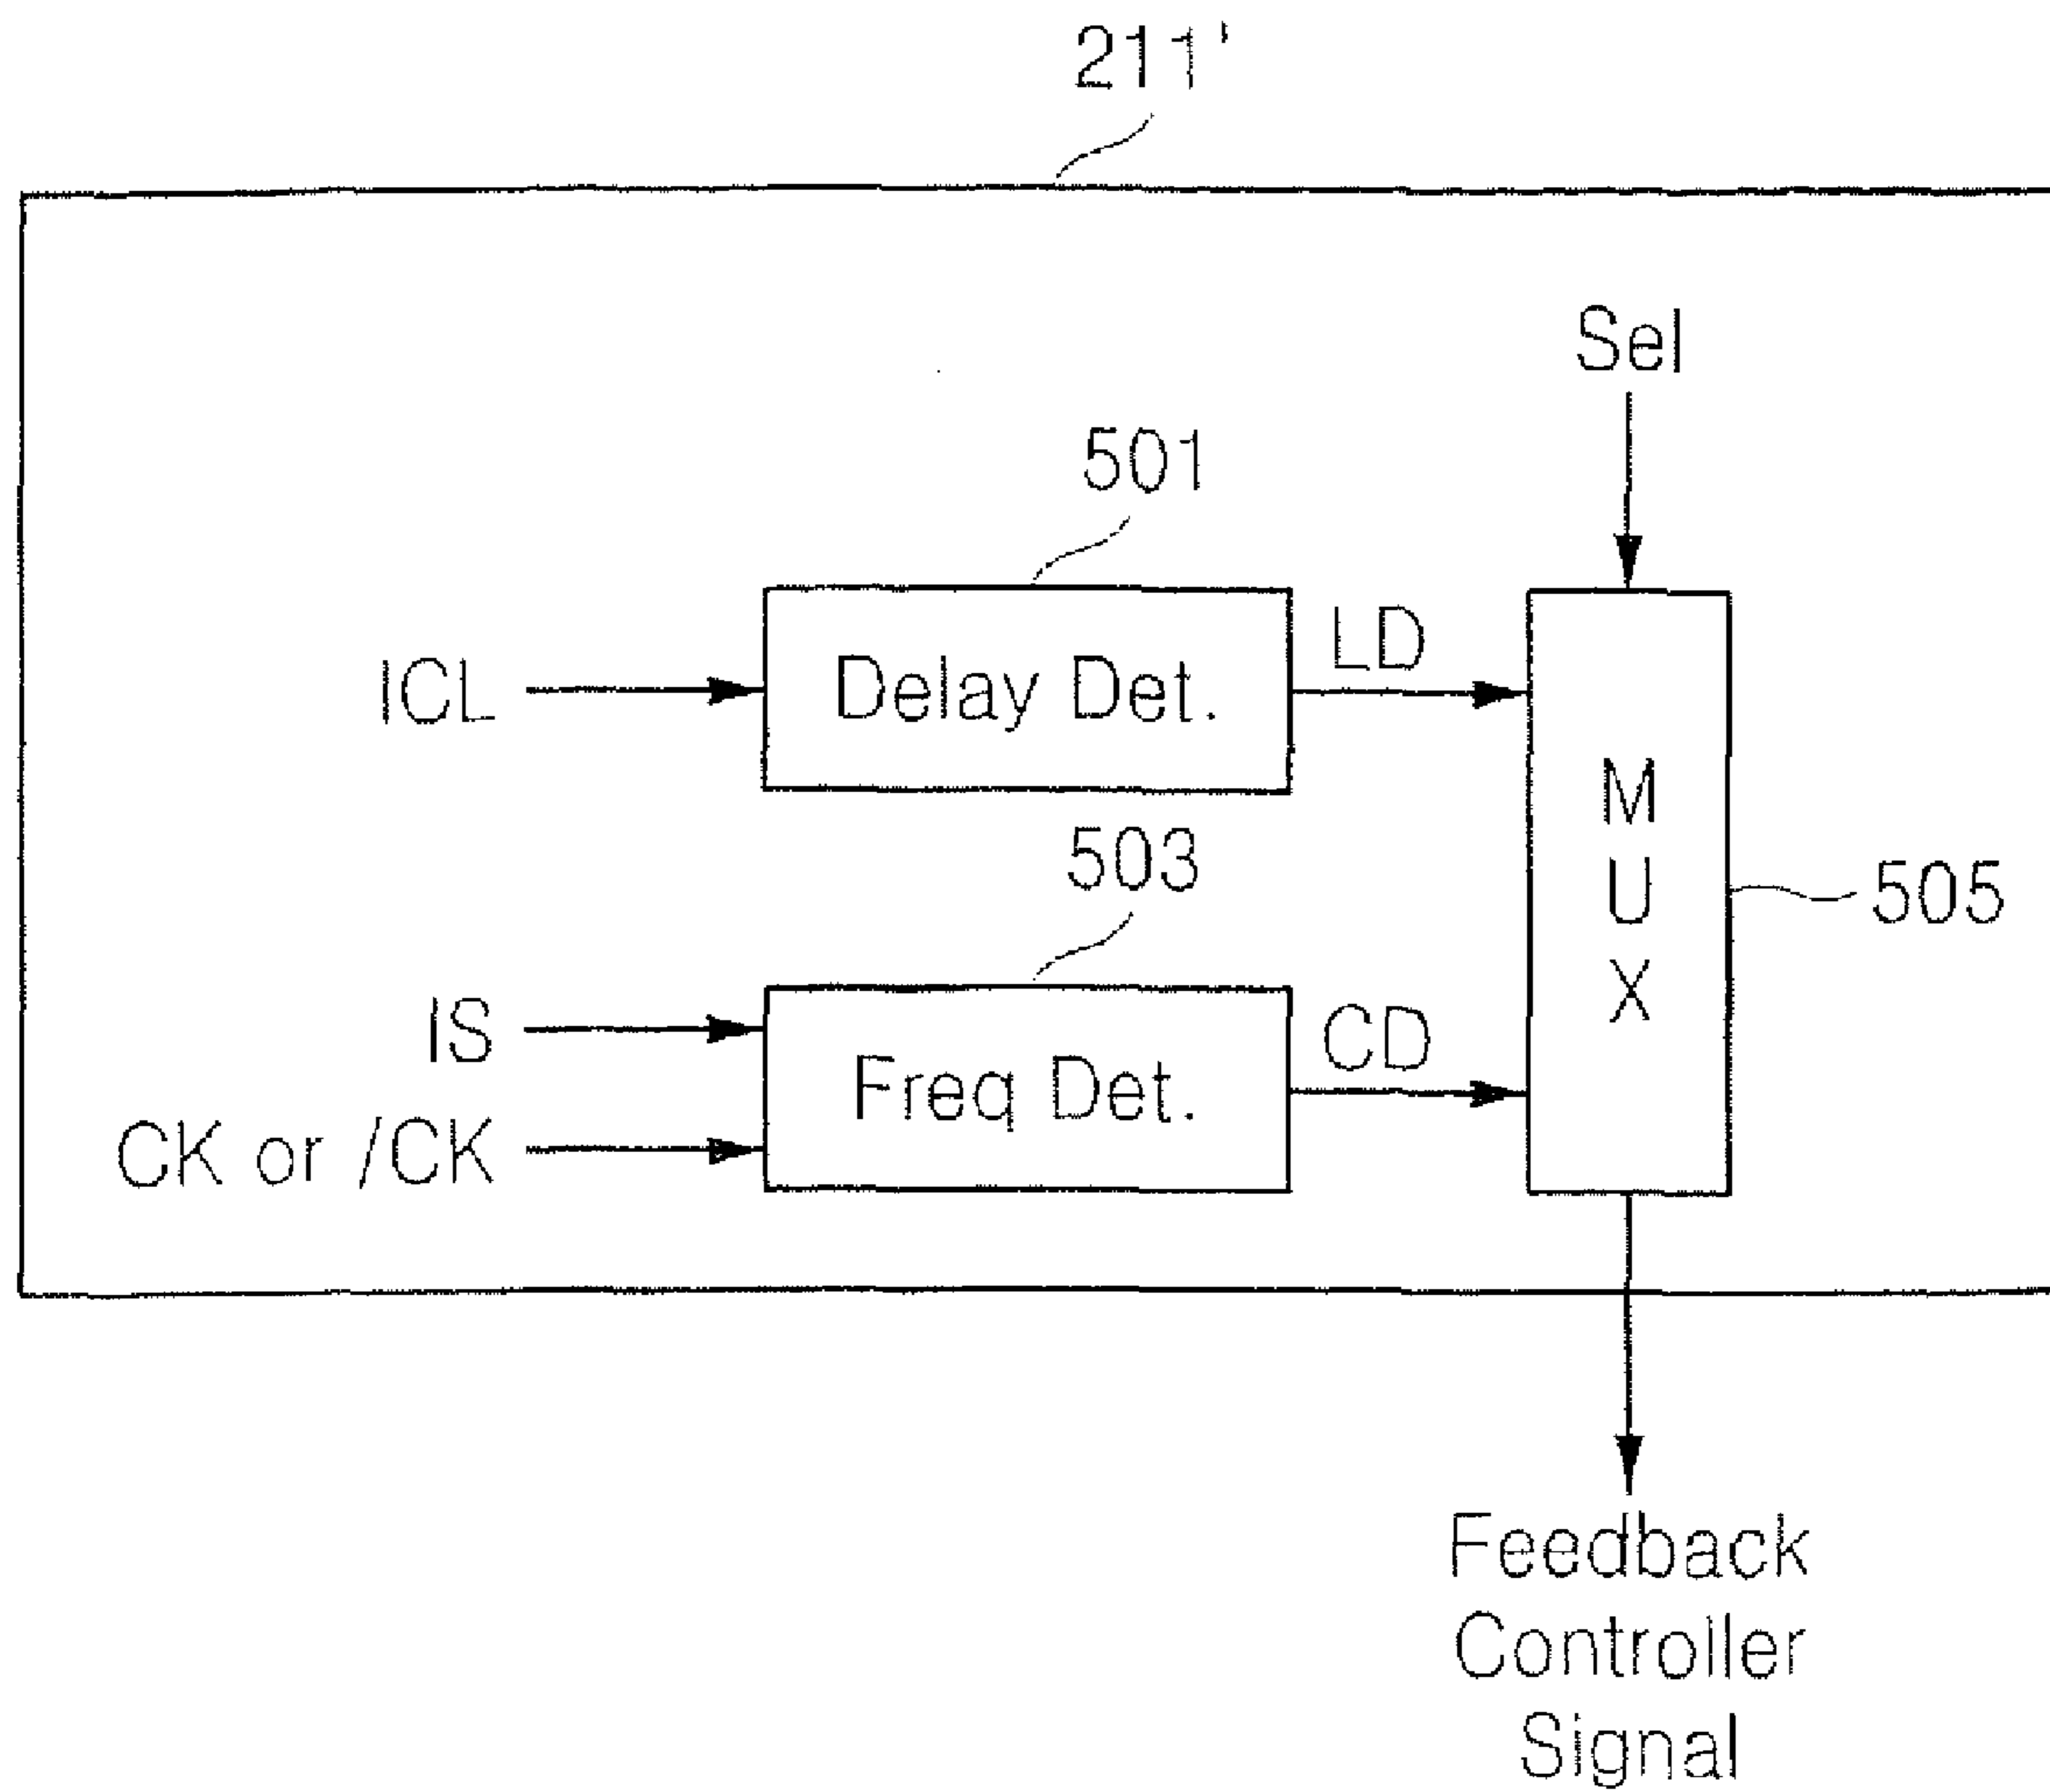 211'
Sel
501
ICL
Delay Det.
LD
MUX
503
505
IS
CK or /CK
Freq Det.
CD
Feedback
Controller
Signal